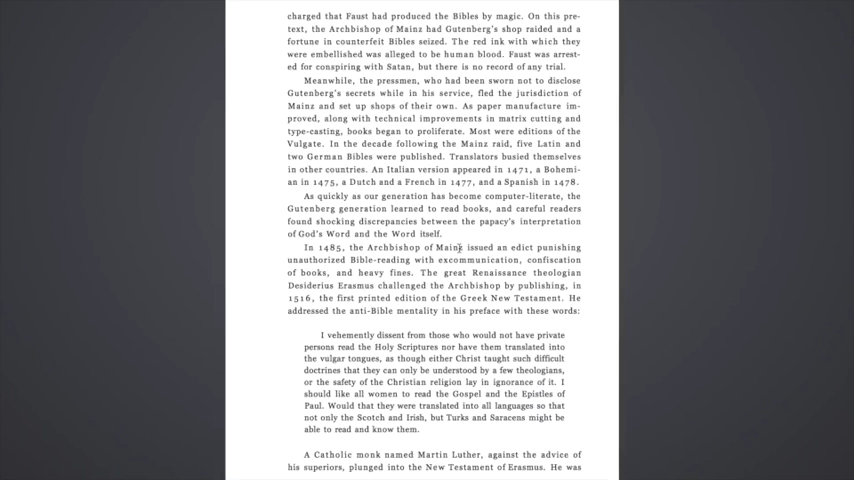 charged that Faust had produced the Bibles by magic. On this pre-
text, the Archbishop of Mainz had Gutenberg's shop raided and a
fortune in counterfeit Bibles seized. The red ink with which they
were embellished was alleged to be human blood. Faust was arrest-
ed for conspiring with Satan, but there is no record of any trial.
Meanwhile, the pressmen, who had been sworn not to disclose
Gutenberg's secrets while in his service, fled the jurisdiction of
Mainz and set up shops of their own. As paper manufacture im-
proved, along with technical improvements in matrix cutting and
type-casting, books began to proliferate. Most were editions of the
Vulgate. In the decade following the Mainz raid, five Latin and
two German Bibles were published. Translators busied themselves
in other countries. An Italian version appeared in 1471, a Bohemi-
an in 1475, a Dutch and a French in 1477, and a Spanish in 1478.
As quickly as our generation has become computer-literate, the
Gutenberg generation learned to read books, and careful readers
found shocking discrepancies between the papacy's interpretation
of God's Word and the Word itself.
In 1485, the Archbishop of Mainz issued an edict punishing
unauthorized Bible-reading with excommunication, confiscation
of books, and heavy fines. The great Renaissance theologian
Desiderius Erasmus challenged the Archbishop by publishing, in
1516, the first printed edition of the Greek New Testament. He
addressed the anti-Bible mentality in his preface with these words:
I vehemently dissent from those who would not have private
persons read the Holy Scriptures nor have them translated into
the vulgar tongues, as though either Christ taught such difficult
doctrines that they can only be understood by a few theologians,
or the safety of the Christian religion lay in ignorance of it. I
should like all women to read the Gospel and the Epistles of
Paul. Would that they were translated into all languages so that
not only the Scotch and Irish, but Turks and Saracens might be
able to read and know them.
A Catholic monk named Martin Luther, against the advice of
his superiors, plunged into the New Testament of Erasmus. He was